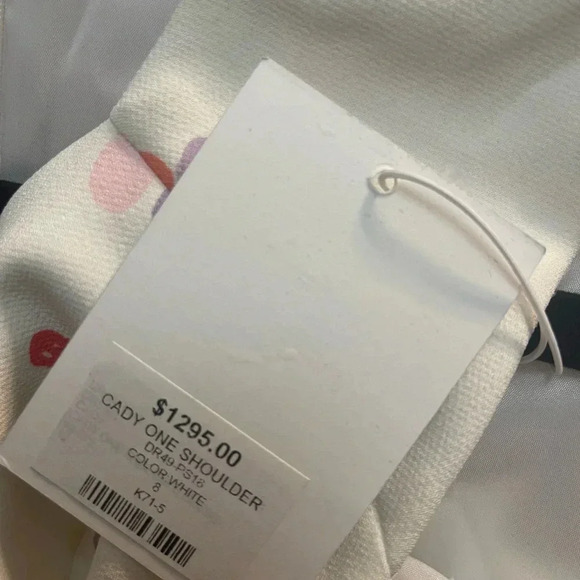 $1295.00
CADY ONE SHOULDER
DR49-PS18
COLOR:WHITE
8
K71-5